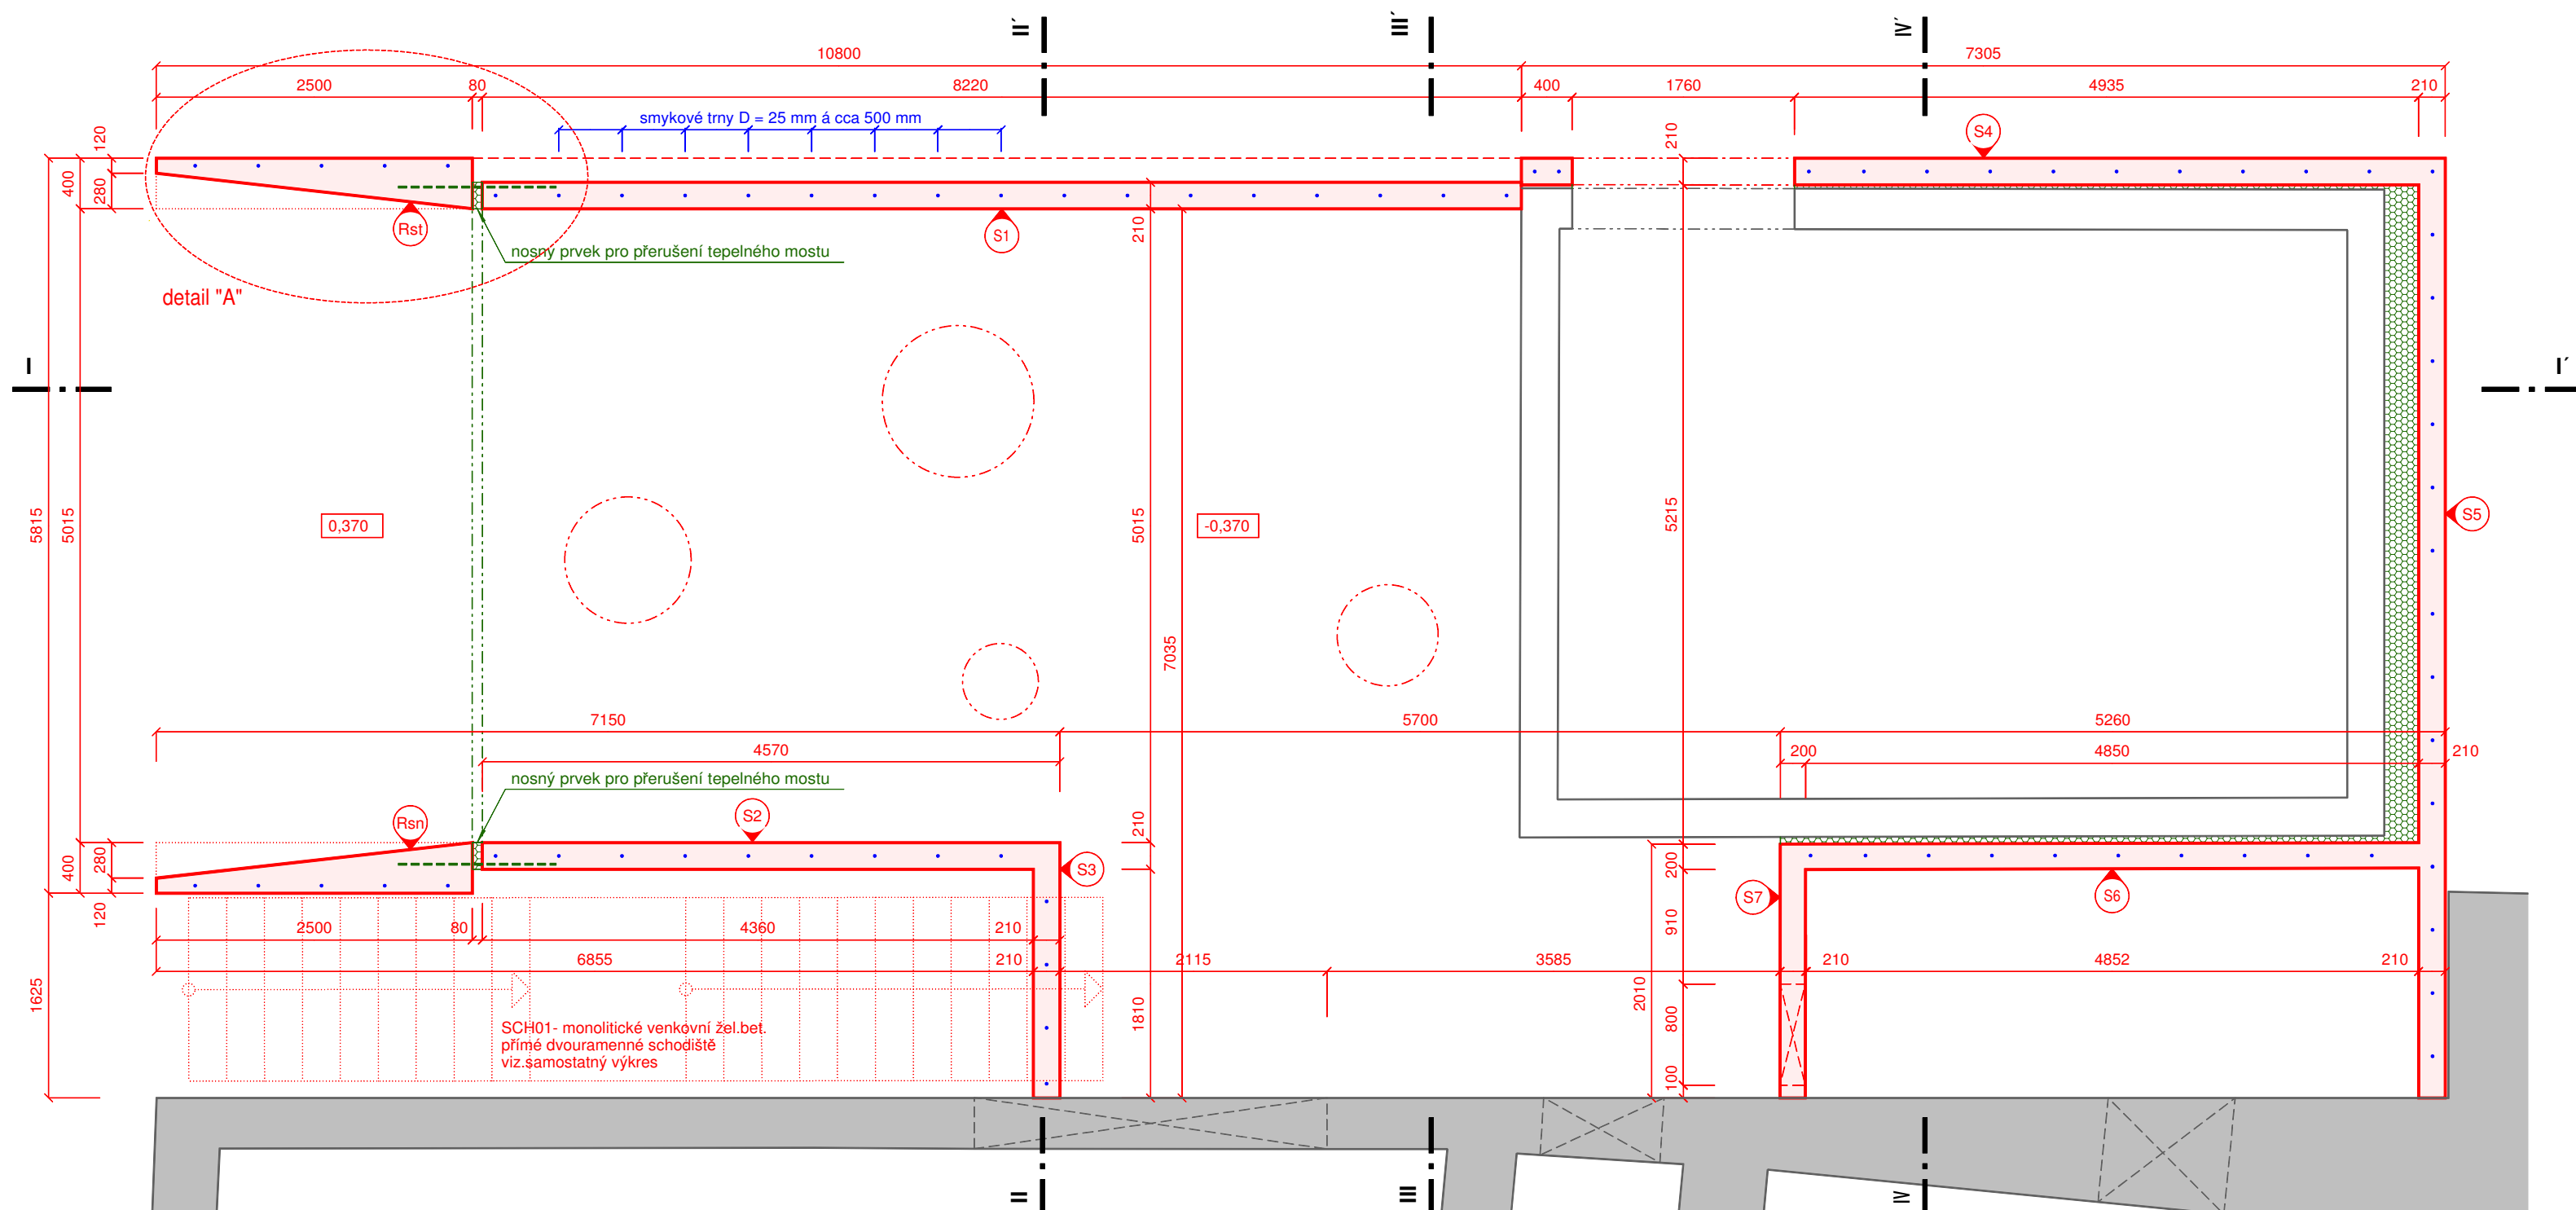 II´
III´
IV´
10800
7305
2500
80
8220
400
1760
4935
210
smykové trny D = 25 mm á cca 500 mm
120
400
280
210
S4
Rst
S1
210
nosný prvek pro přerušení tepelného mostu
detail "A"
I
I´
5815
5015
0,370
5015
-0,370
5215
S5
7035
7150
5700
5260
4570
200
4850
210
nosný prvek pro přerušení tepelného mostu
Rsn
S2
210
400
280
S3
200
S7
S6
120
2500
80
4360
210
910
6855
210
2115
3585
210
4852
210
1625
2010
1810
800
SCH01- monolitické venkovní žel.bet.
přímé dvouramenné schodiště
viz.samostatný výkres
100
II
III
IV